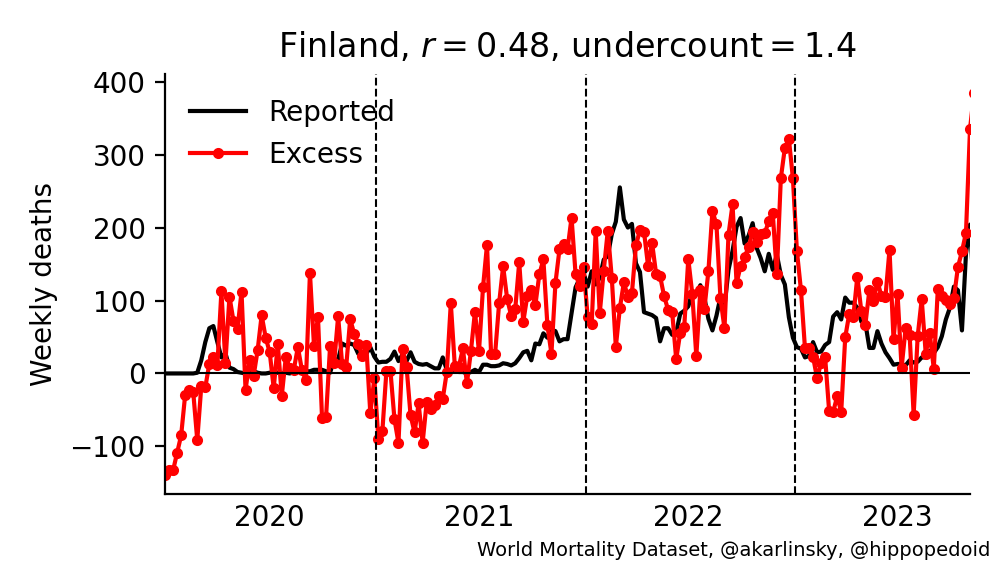 Finland, r = 0.48, undercount = 1.4
400
300
200
100
0
−100
Weekly deaths
Reported
Excess
2020 2021 2022 2023
World Mortality Dataset, @akarlinsky, @hippopedoid